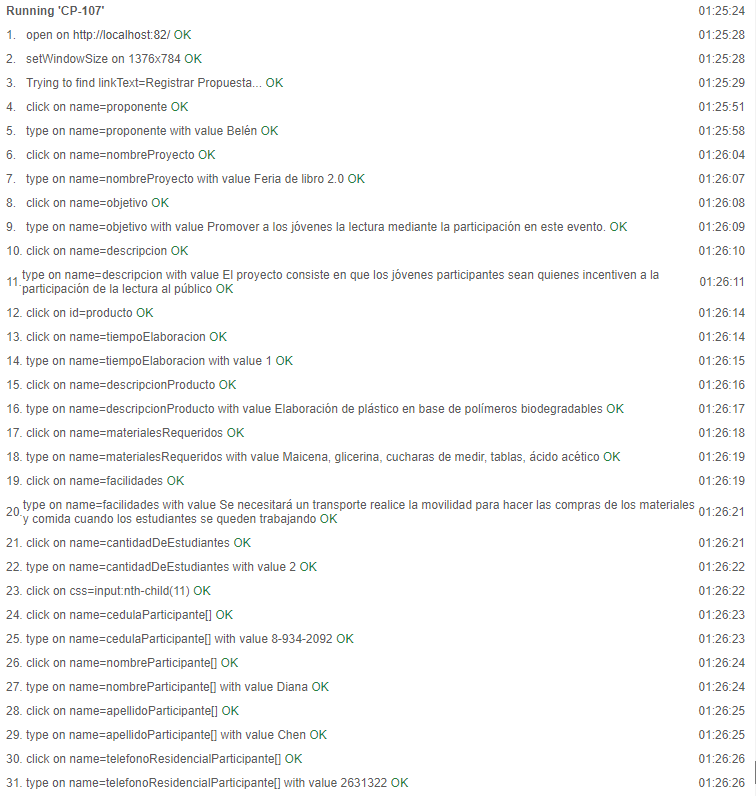 Running 'CP-107' 01:25:24
1. open on http://localhost:82/ OK 01:25:28
2. setWindowSize on 1376x784 OK 01:25:28
3. Trying to find linkText=Registrar Propuesta... OK 01:25:29
4. click on name=proponente OK 01:25:51
5. type on name=proponente with value Belén OK 01:25:58
6. click on name=nombreProyecto OK 01:26:04
7. type on name=nombreProyecto with value Feria de libro 2.0 OK 01:26:07
8. click on name=objetivo OK 01:26:08
9. type on name=objetivo with value Promover a los jóvenes la lectura mediante la participación en este evento. OK 01:26:09
10. click on name=descripcion OK 01:26:10
11. type on name=descripcion with value El proyecto consiste en que los jóvenes participantes sean quienes incentiven a la 01:26:11
participación de la lectura al público OK
12. click on id=producto OK 01:26:14
13. click on name=tiempoElaboracion OK 01:26:14
14. type on name=tiempoElaboracion with value 1 OK 01:26:15
15. click on name=descripcionProducto OK 01:26:16
16. type on name=descripcionProducto with value Elaboración de plástico en base de polímeros biodegradables OK 01:26:17
17. click on name=materialesRequeridos OK 01:26:18
18. type on name=materialesRequeridos with value Maicena, glicerina, cucharas de medir, tablas, ácido acético OK 01:26:19
19. click on name=facilidades OK 01:26:19
20. type on name=facilidades with value Se necesitará un transporte realice la movilidad para hacer las compras de los materiales 01:26:21
y comida cuando los estudiantes se queden trabajando OK
21. click on name=cantidadDeEstudiantes OK 01:26:21
22. type on name=cantidadDeEstudiantes with value 2 OK 01:26:22
23. click on css=input:nth-child(11) OK 01:26:22
24. click on name=cedulaParticipante[] OK 01:26:23
25. type on name=cedulaParticipante[] with value 8-934-2092 OK 01:26:23
26. click on name=nombreParticipante[] OK 01:26:24
27. type on name=nombreParticipante[] with value Diana OK 01:26:24
28. click on name=apellidoParticipante[] OK 01:26:25
29. type on name=apellidoParticipante[] with value Chen OK 01:26:25
30. click on name=telefonoResidencialParticipante[] OK 01:26:26
31. type on name=telefonoResidencialParticipante[] with value 2631322 OK 01:26:26